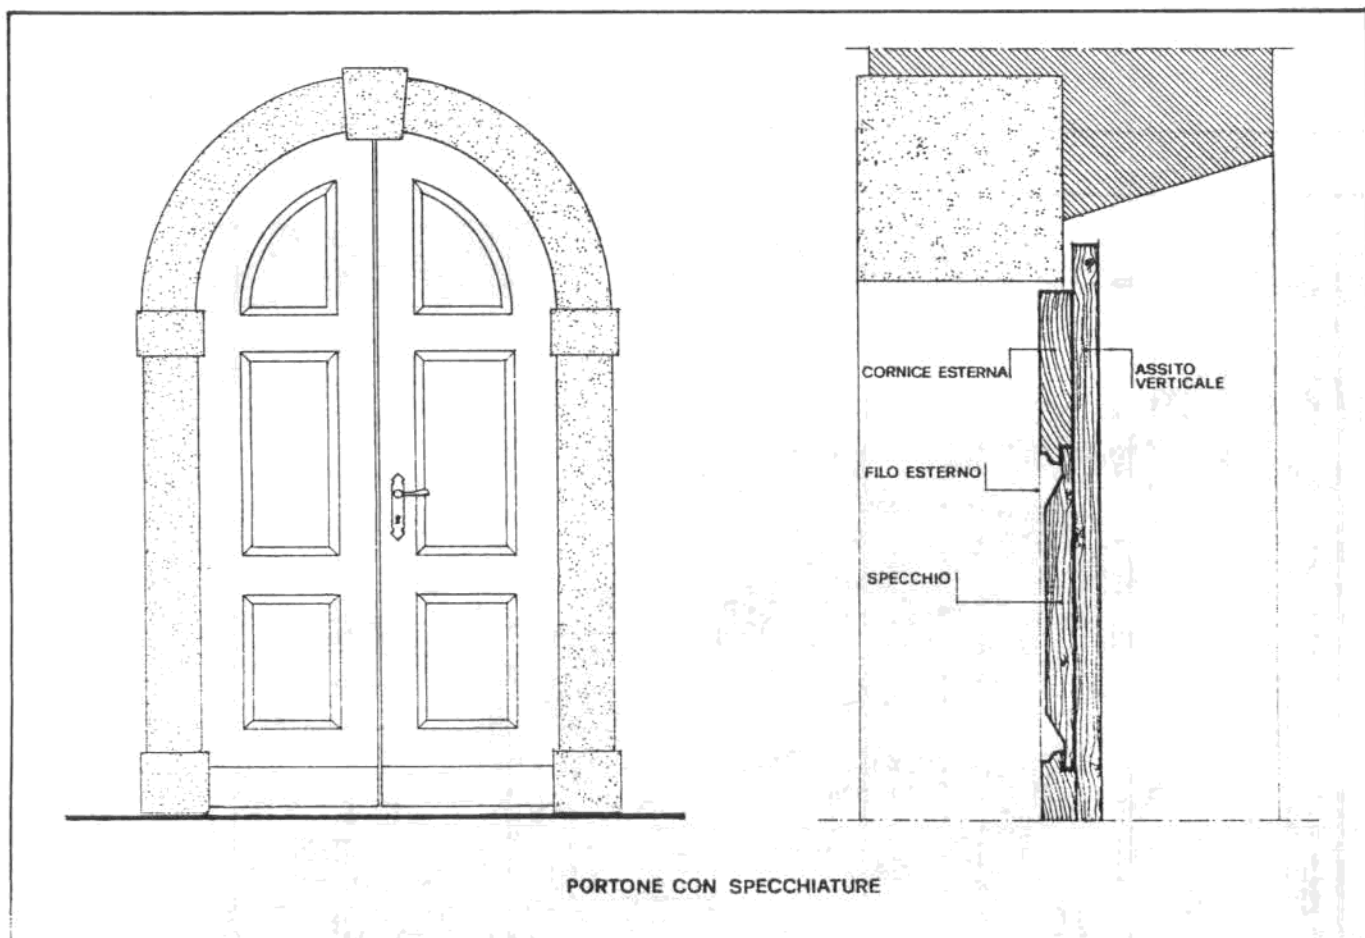 CORNICE ESTERNA
ASSITO
VERTICALE
FILO ESTERNO
SPECCHIO
PORTONE CON SPECCHIATURE